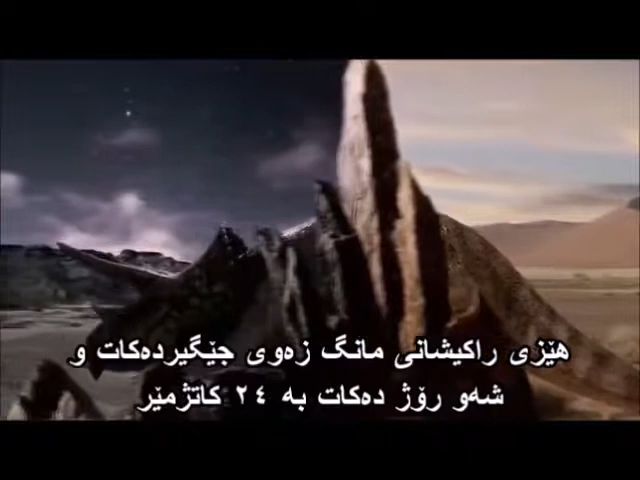 هێزی راکیشانی مانگ زەوی جێگیردەکات و
شەو رۆژ دەکات بە ٢٤ کاتژمێر